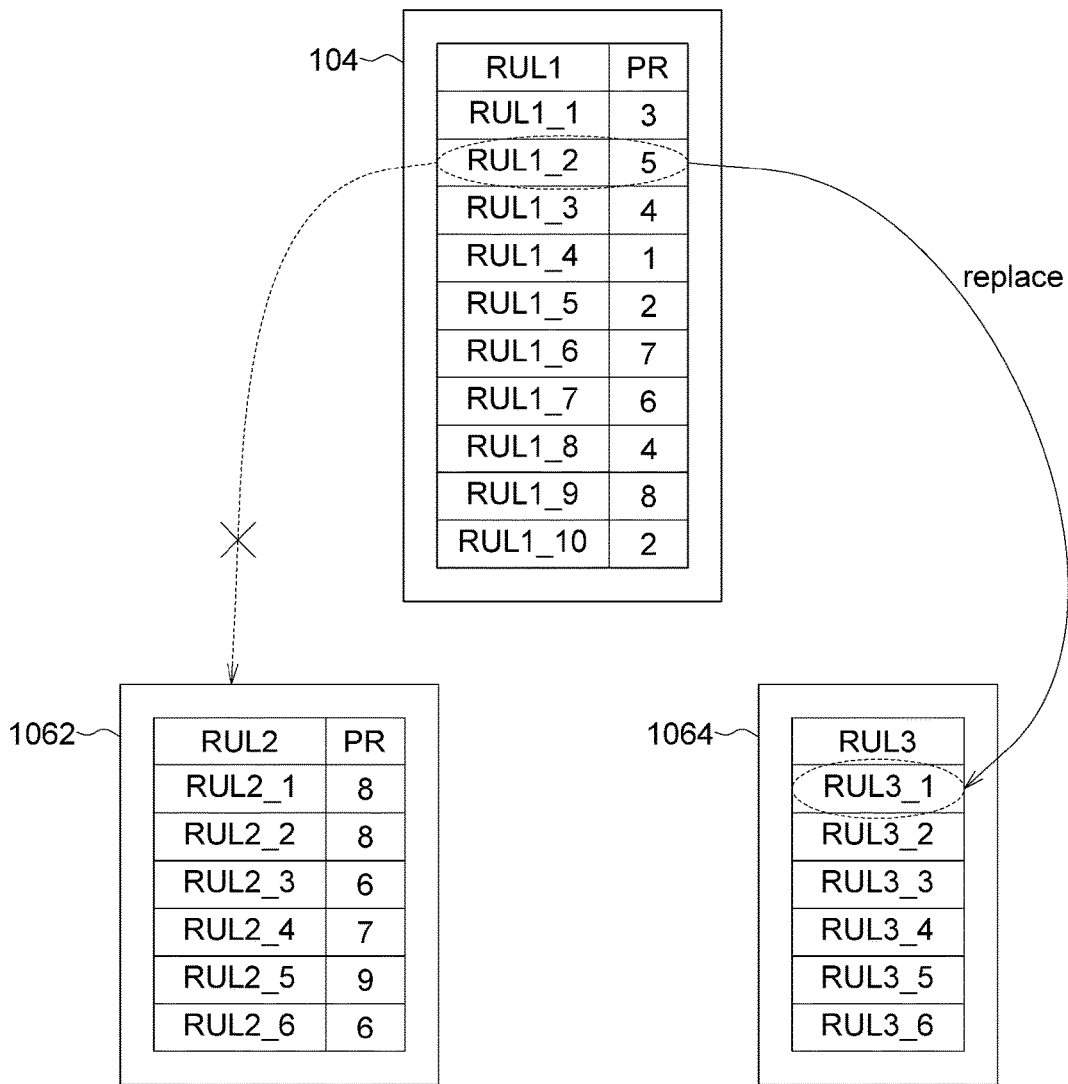 104
RUL1 PR
RUL1_1 3
RUL1_2 5
RUL1_3 4
RUL1_4 1
RUL1_5 2
RUL1_6 7
RUL1_7 6
RUL1_8 4
RUL1_9 8
RUL1_10 2
replace
1062
RUL2 PR
RUL2_1 8
RUL2_2 8
RUL2_3 6
RUL2_4 7
RUL2_5 9
RUL2_6 6
1064
RUL3
RUL3_1
RUL3_2
RUL3_3
RUL3_4
RUL3_5
RUL3_6